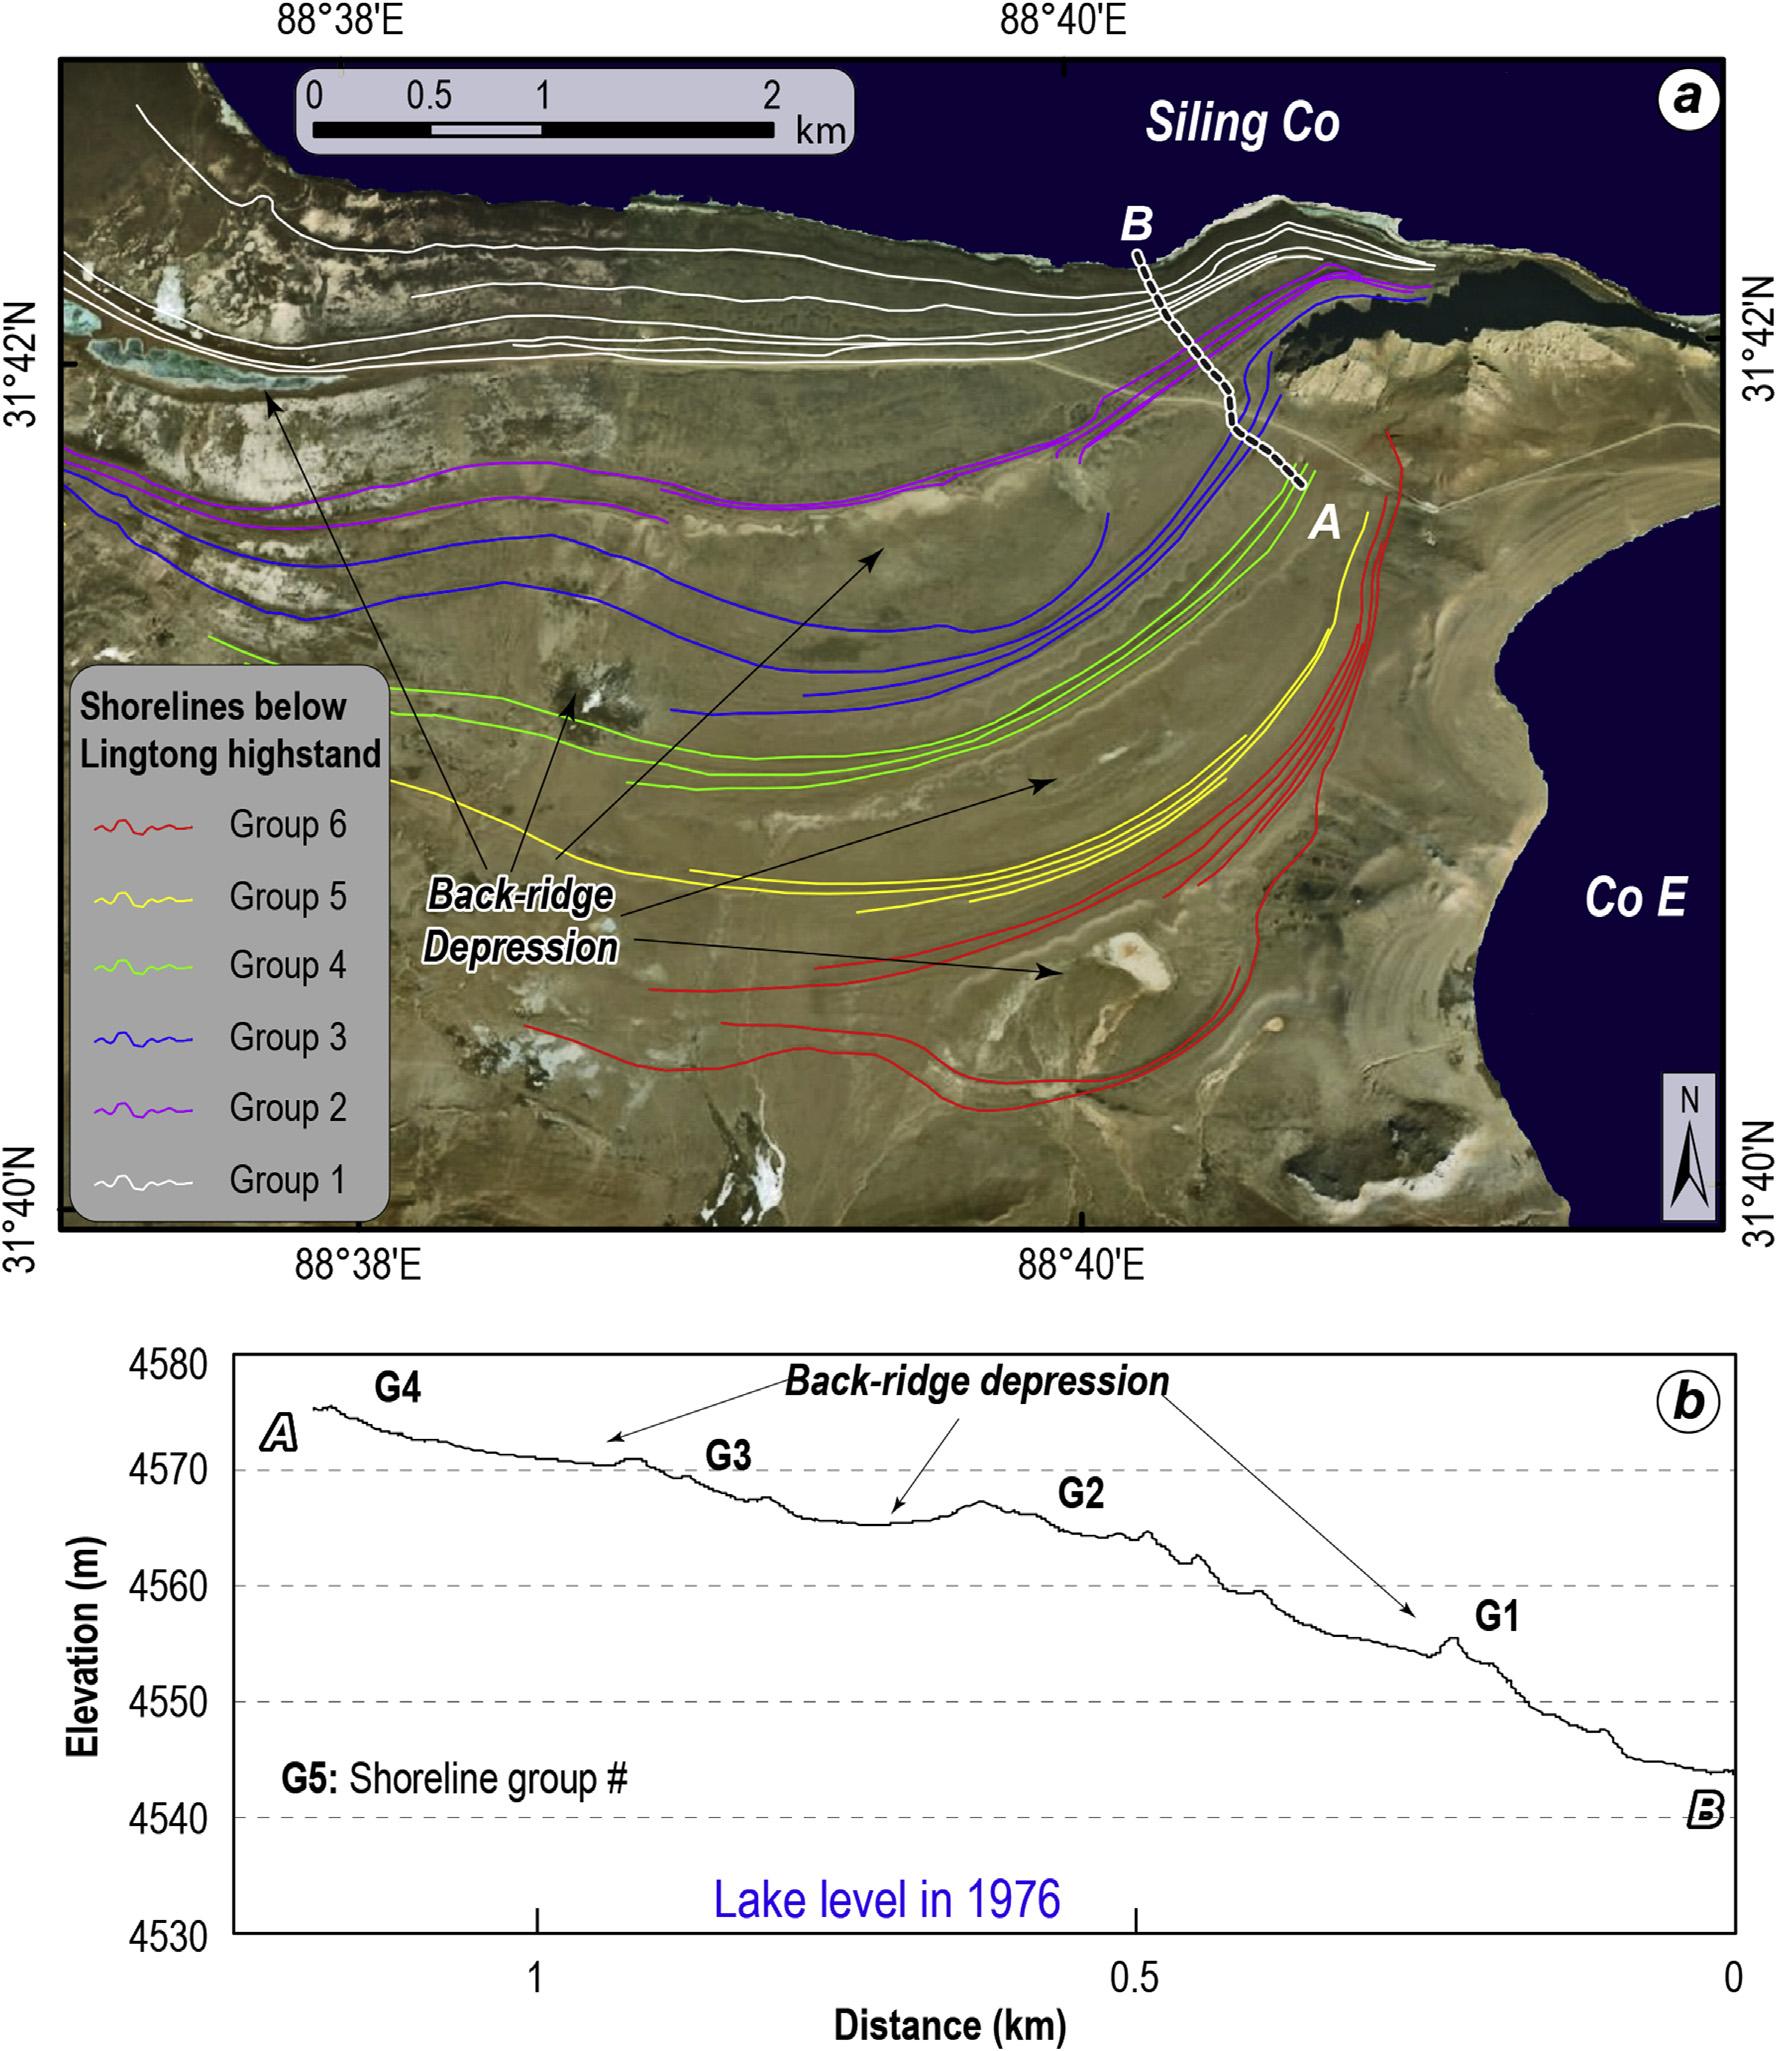 88°38'E 88°40'E
0 0.5 1 2
km
Siling Co
a
B
31°42'N 31°42'N
A
Shorelines below
Lingtong highstand
Group 6
Group 5
Group 4
Group 3
Group 2
Group 1
Back-ridge
Depression
Co E
N
31°40'N 31°40'N
88°38'E 88°40'E
4580
G4 Back-ridge depression b
A
G3
4570
G2
4560
G1
Elevation (m)
4550
G5: Shoreline group #
4540
B
Lake level in 1976
4530
1 0.5 0
Distance (km)